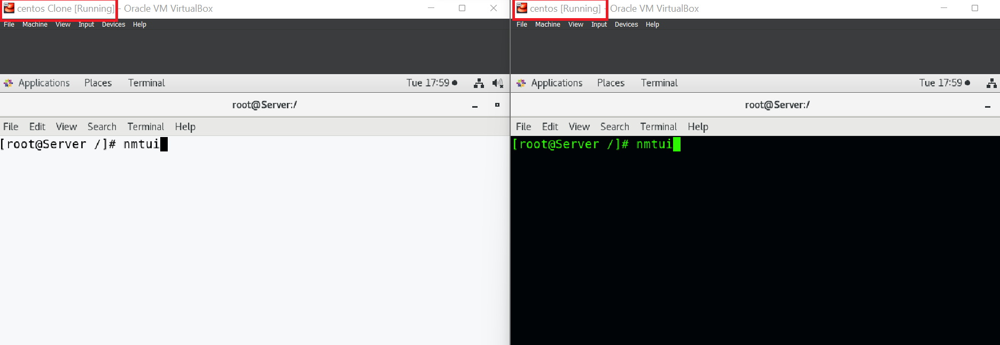 centos Clone [Running] - Oracle VM VirtualBox
File Machine View Input Devices Help
Applications Places Terminal Tue 17:59
root@Server:/
File Edit View Search Terminal Help
[root@Server /]# nmtui
centos [Running] - Oracle VM VirtualBox
File Machine View Input Devices Help
Applications Places Terminal Tue 17:59
root@Server:/
File Edit View Search Terminal Help
[root@Server /]# nmtui